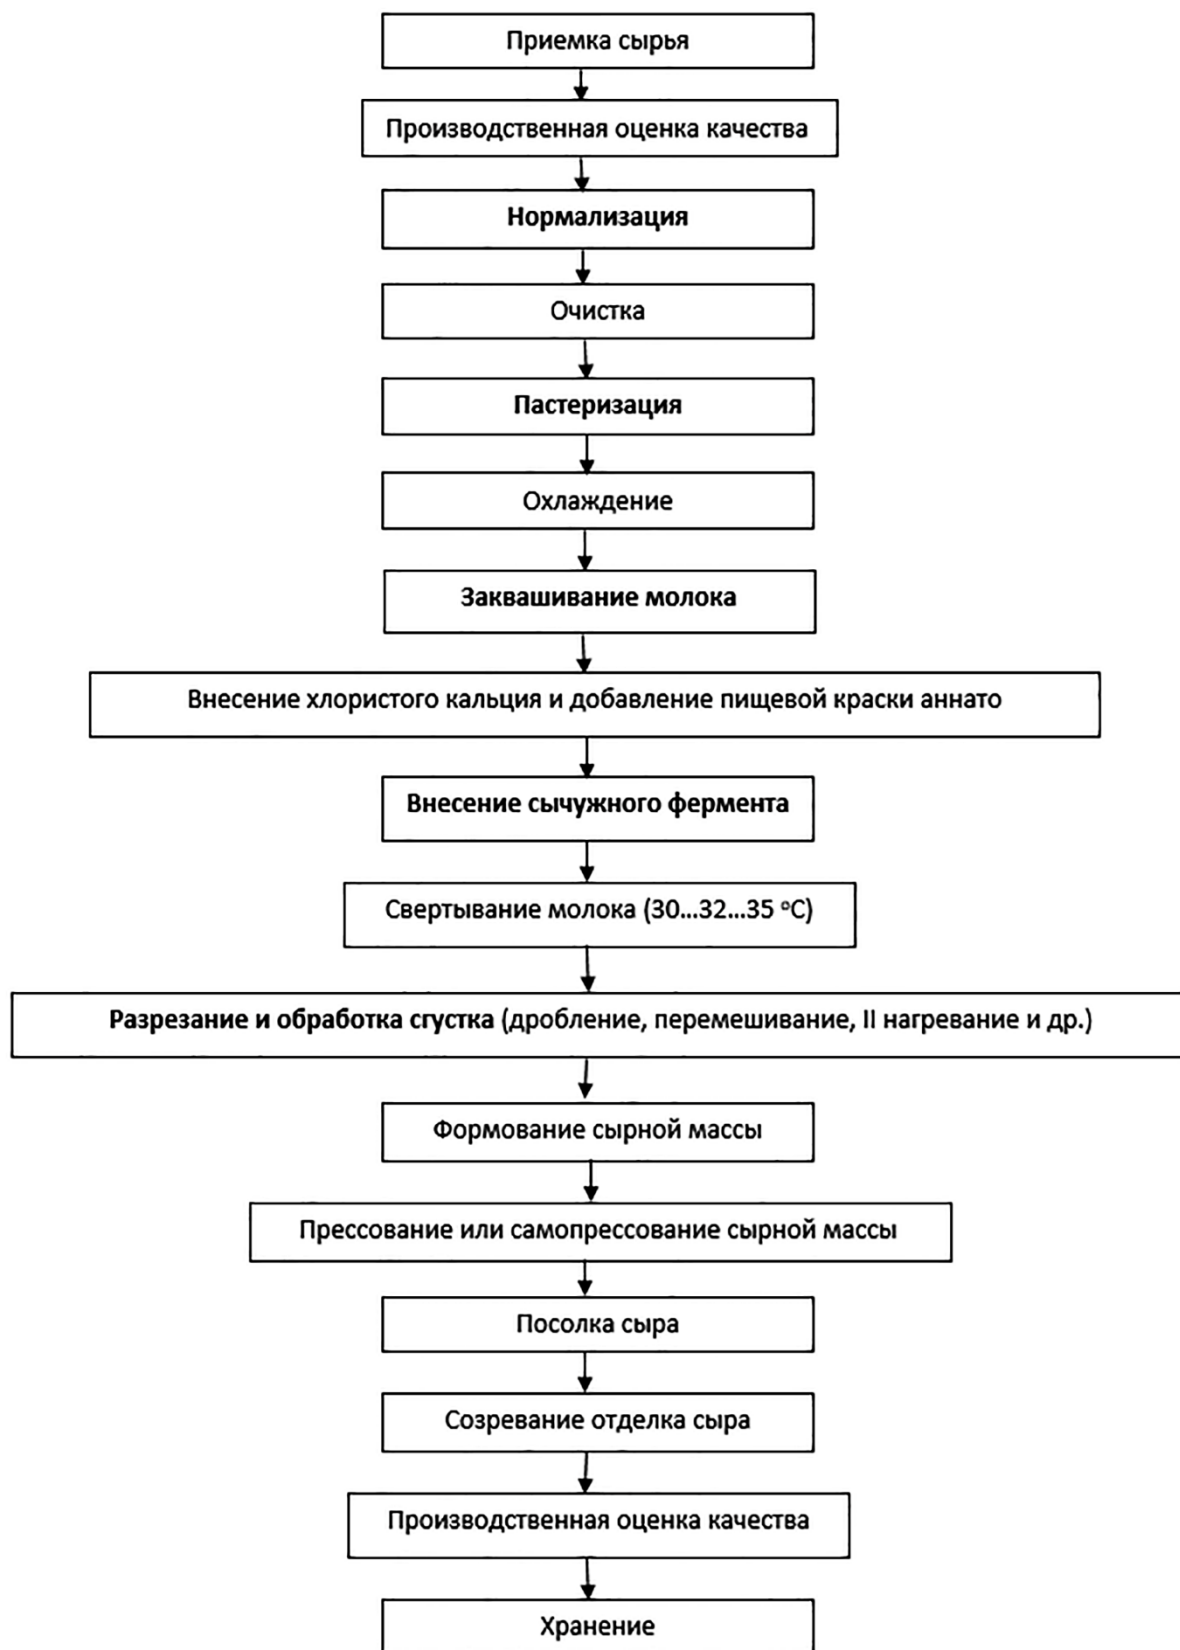 Приемка сырья
Производственная оценка качества
Нормализация
Очистка
Пастеризация
Охлаждение
Заквашивание молока
Внесение хлористого кальция и добавление пищевой краски аннато
Внесение сычужного фермента
Свертывание молока (30...32...35 ºС)
Разрезание и обработка сгустка (дробление, перемешивание, II нагревание и др.)
Формование сырной массы
Прессование или самопрессование сырной массы
Посолка сыра
Созревание отделка сыра
Производственная оценка качества
Хранение